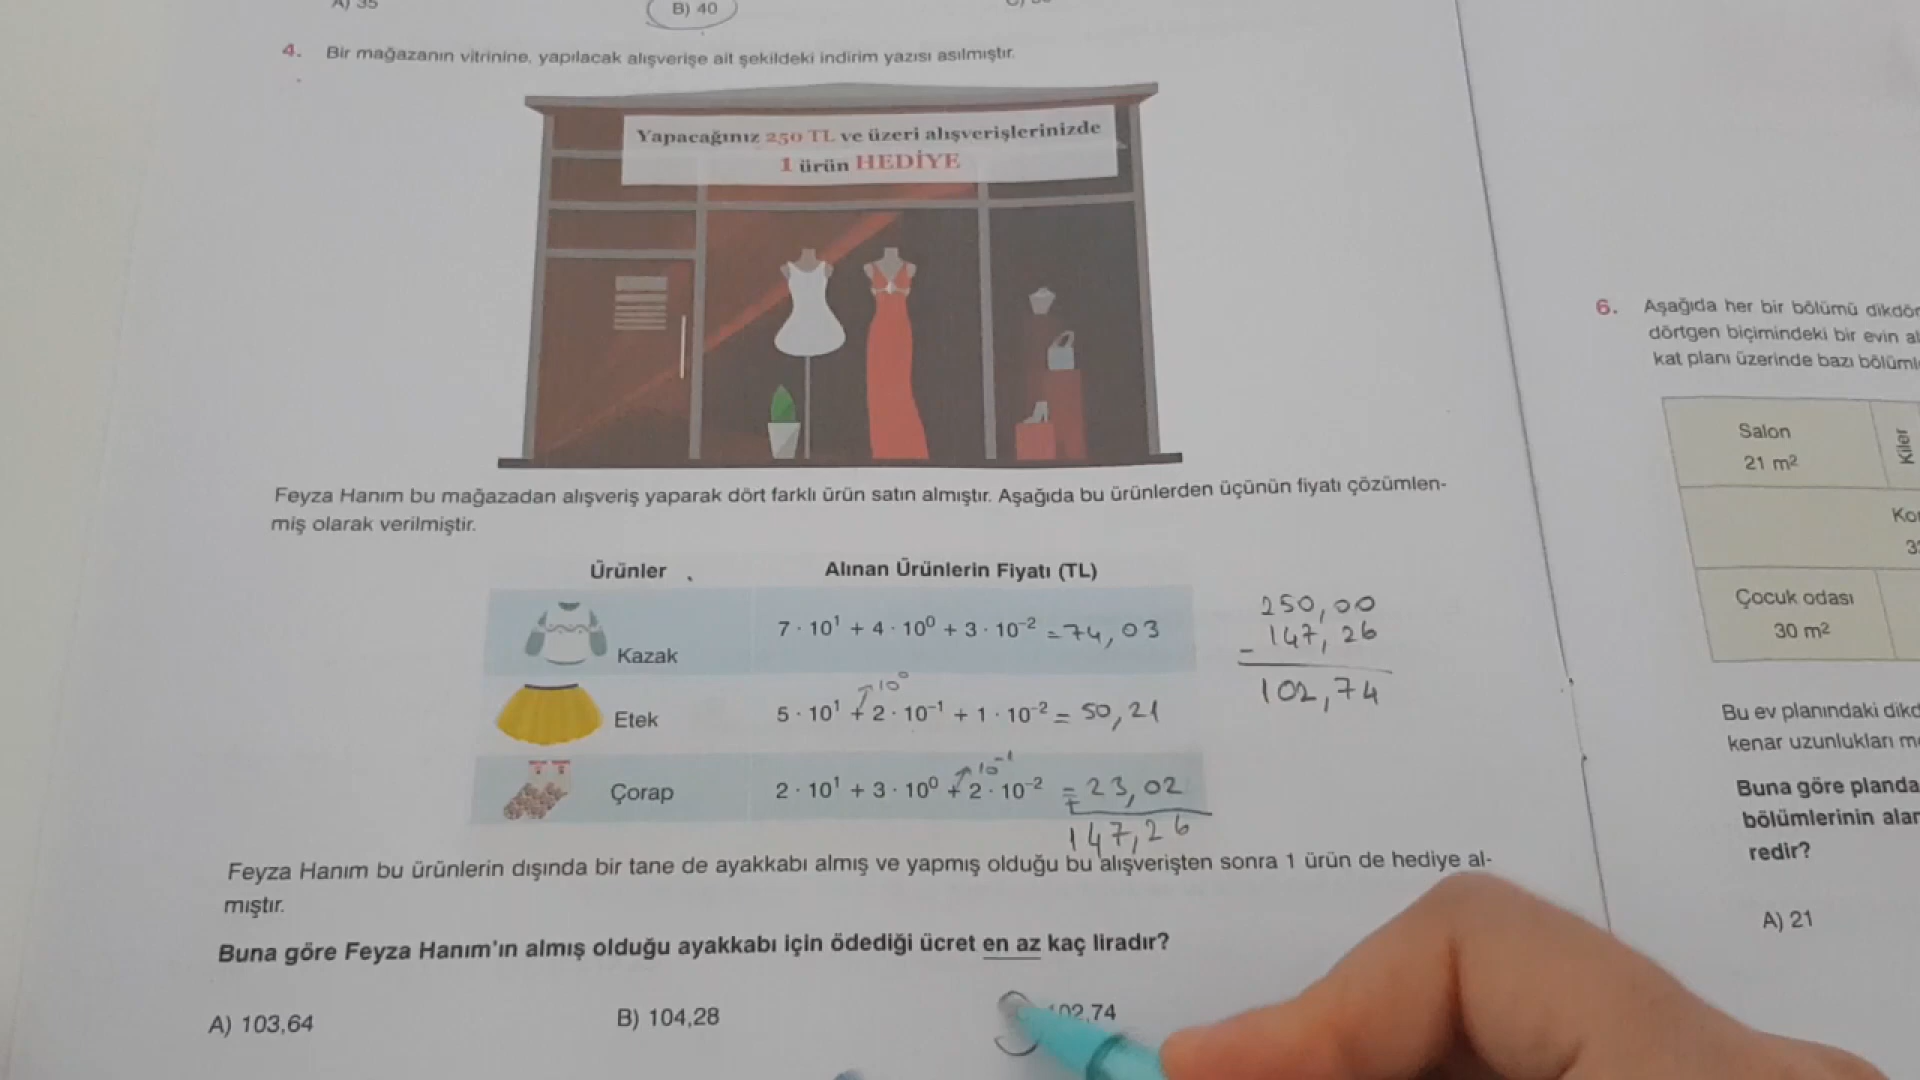 A) 35
B) 40
4. Bir mağazanın vitrinine, yapılacak alışverişe ait şekildeki indirim yazısı asılmıştır.
Yapacağınız 250 TL ve üzeri alışverişlerinizde
1 ürün HEDİYE
Feyza Hanım bu mağazadan alışveriş yaparak dört farklı ürün satın almıştır. Aşağıda bu ürünlerden üçünün fiyatı çözümlen-
miş olarak verilmiştir.
Ürünler Alınan Ürünlerin Fiyatı (TL)
Kazak 7 · 10¹ + 4 · 10⁰ + 3 · 10⁻² = 74,03
10⁰
Etek 5 · 10¹ + 2 · 10⁻¹ + 1 · 10⁻² = 50,21
10⁻¹
Çorap 2 · 10¹ + 3 · 10⁰ + 2 · 10⁻² = 23,02
+
147,26
250,00
- 147,26
102,74
Feyza Hanım bu ürünlerin dışında bir tane de ayakkabı almış ve yapmış olduğu bu alışverişten sonra 1 ürün de hediye al-
mıştır.
Buna göre Feyza Hanım'ın almış olduğu ayakkabı için ödediği ücret en az kaç liradır?
A) 103,64 B) 104,28 02,74
6. Aşağıda her bir bölümü
dörtgen biçimindeki bir evin
kat planı üzerinde bazı
Salon
21 m²
Kiler
Çocuk odası
30 m²
Bu ev planındaki
kenar uzunlukları
Buna göre planda
bölümlerinin
redir?
A) 21